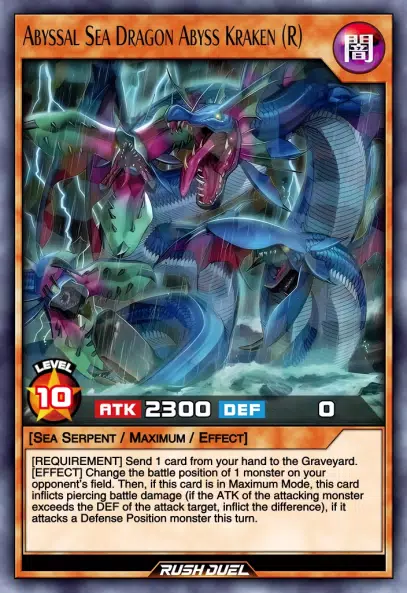 Abyssal Sea Dragon Abyss Kraken (R)
闇
LEVEL
10
ATK 2300 DEF 0
[Sea Serpent / Maximum / Effect]
[REQUIREMENT] Send 1 card from your hand to the Graveyard.
[EFFECT] Change the battle position of 1 monster on your
opponent's field. Then, if this card is in Maximum Mode, this card
inflicts piercing battle damage (if the ATK of the attacking monster
exceeds the DEF of the attack target, inflict the difference), if it
attacks a Defense Position monster this turn.
RUSH DUEL